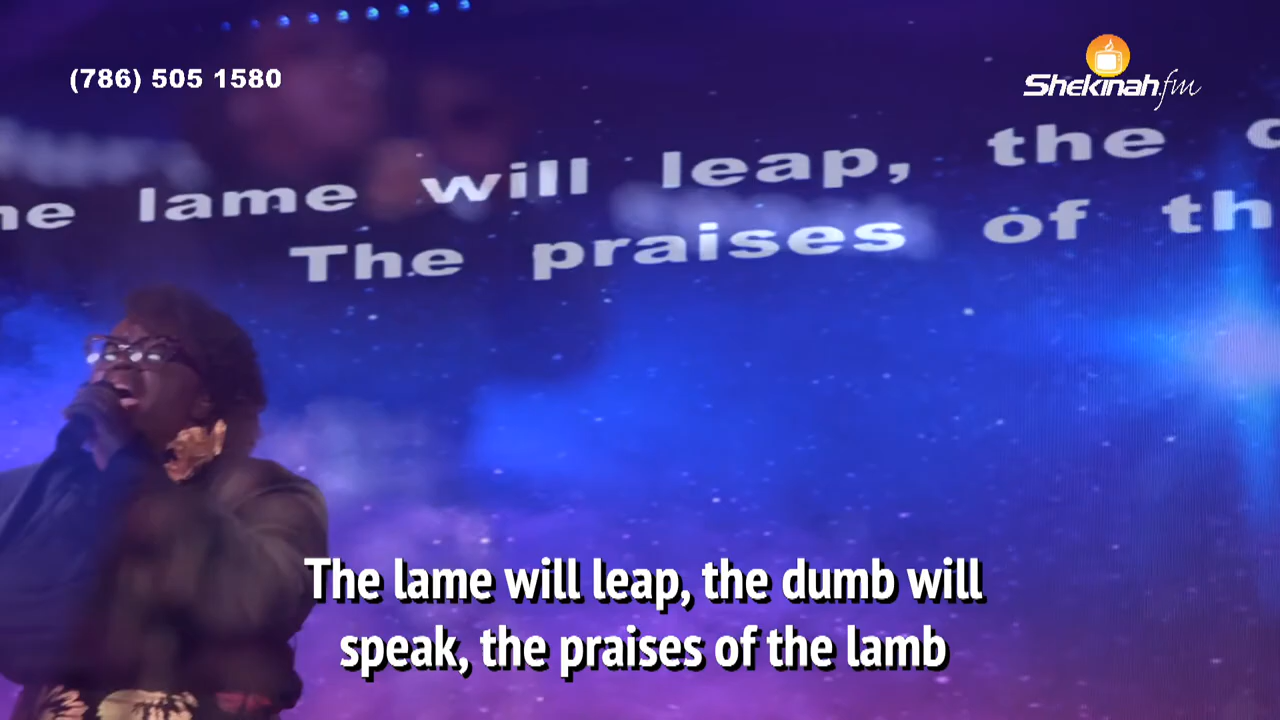 (786) 505 1580
Shekinah.fm
lame will leap, the
The praises of
The lame will leap, the dumb will
speak, the praises of the lamb